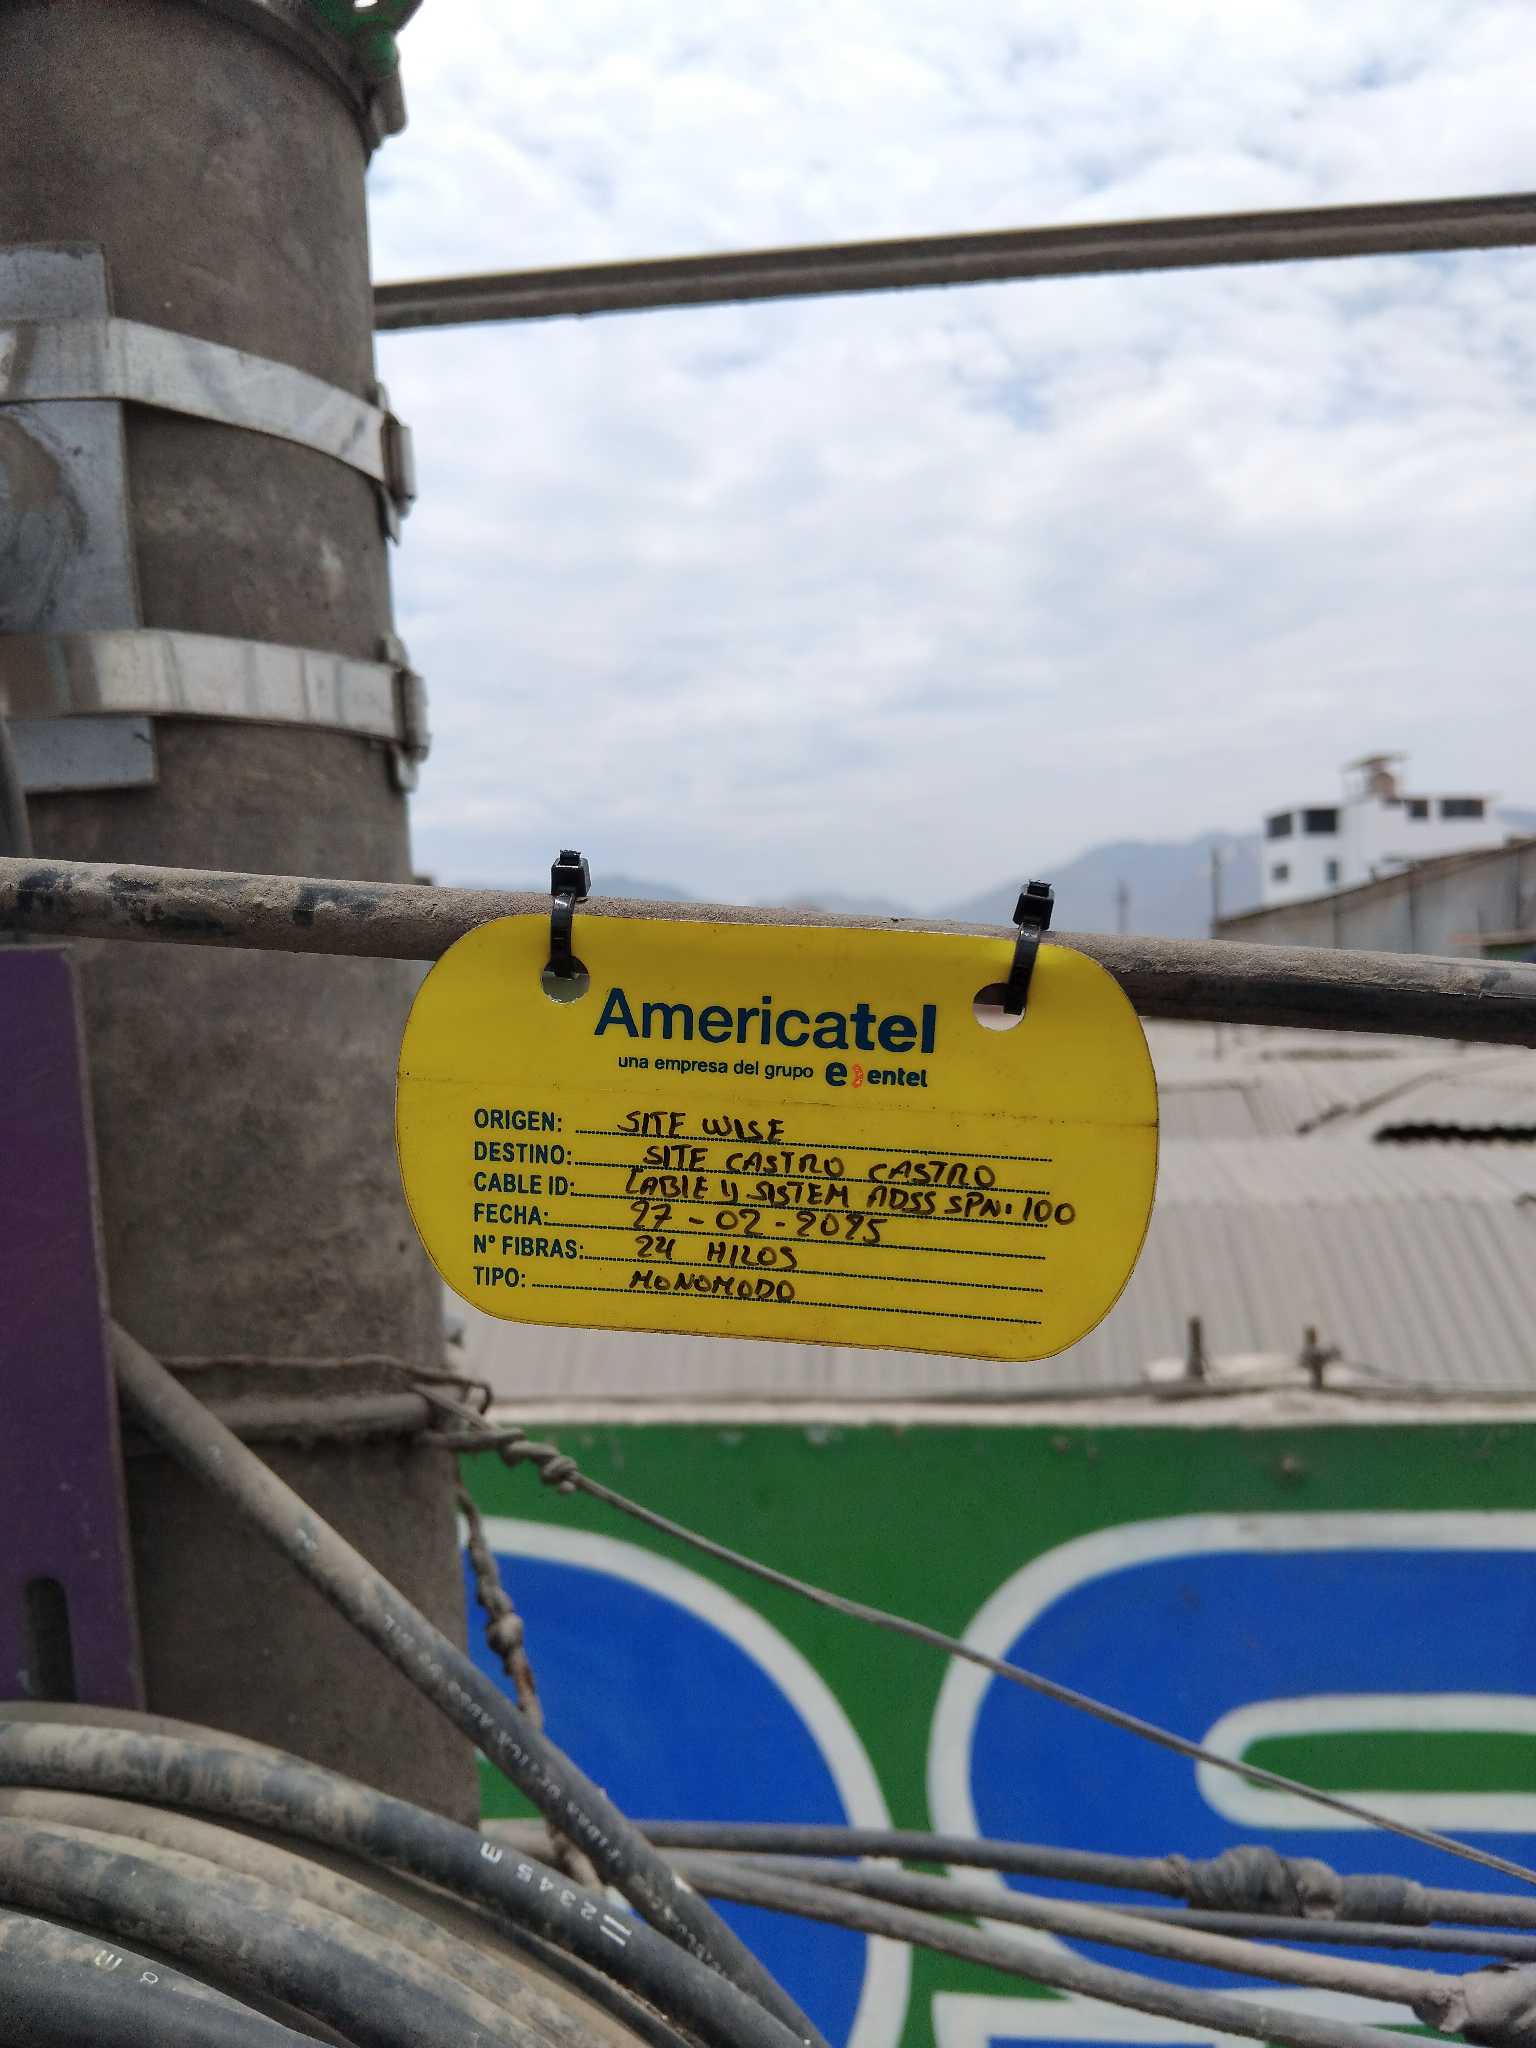 Americatel
una empresa del grupo e entel
ORIGEN: SITE WISE
DESTINO: SITE CASTRO CASTRO
CABLE ID: CABLE Y SISTEM ADSS SPN: 100
FECHA: 27-02-2025
N° FIBRAS: 24 HILOS
TIPO: MONOMODO
=2345 m